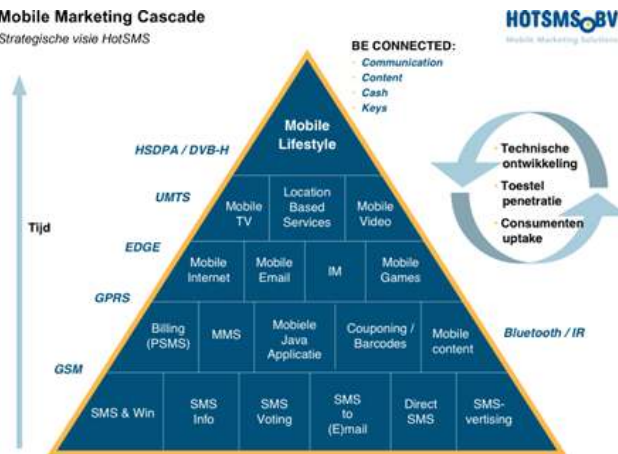 Mobile Marketing Cascade
Strategische visie HotSMS
HOTSMS BV
Mobile Marketing Solutions
BE CONNECTED:
Communication
Content
Cash
Keys
Mobile
Lifestyle
HSDPA / DVB-H
Technische
ontwikkeling
Toestel
penetratie
Consumenten
uptake
UMTS
Mobile
TV
Location
Based
Services
Mobile
Video
Tijd
EDGE
Mobile
Internet
Mobile
Email
IM
Mobile
Games
GPRS
Billing
(PSMS)
MMS
Mobiele
Java
Applicatie
Couponing /
Barcodes
Mobile
content
Bluetooth / IR
GSM
SMS & Win
SMS
Info
SMS
Voting
SMS
to
(E)mail
Direct
SMS
SMS-
vertising